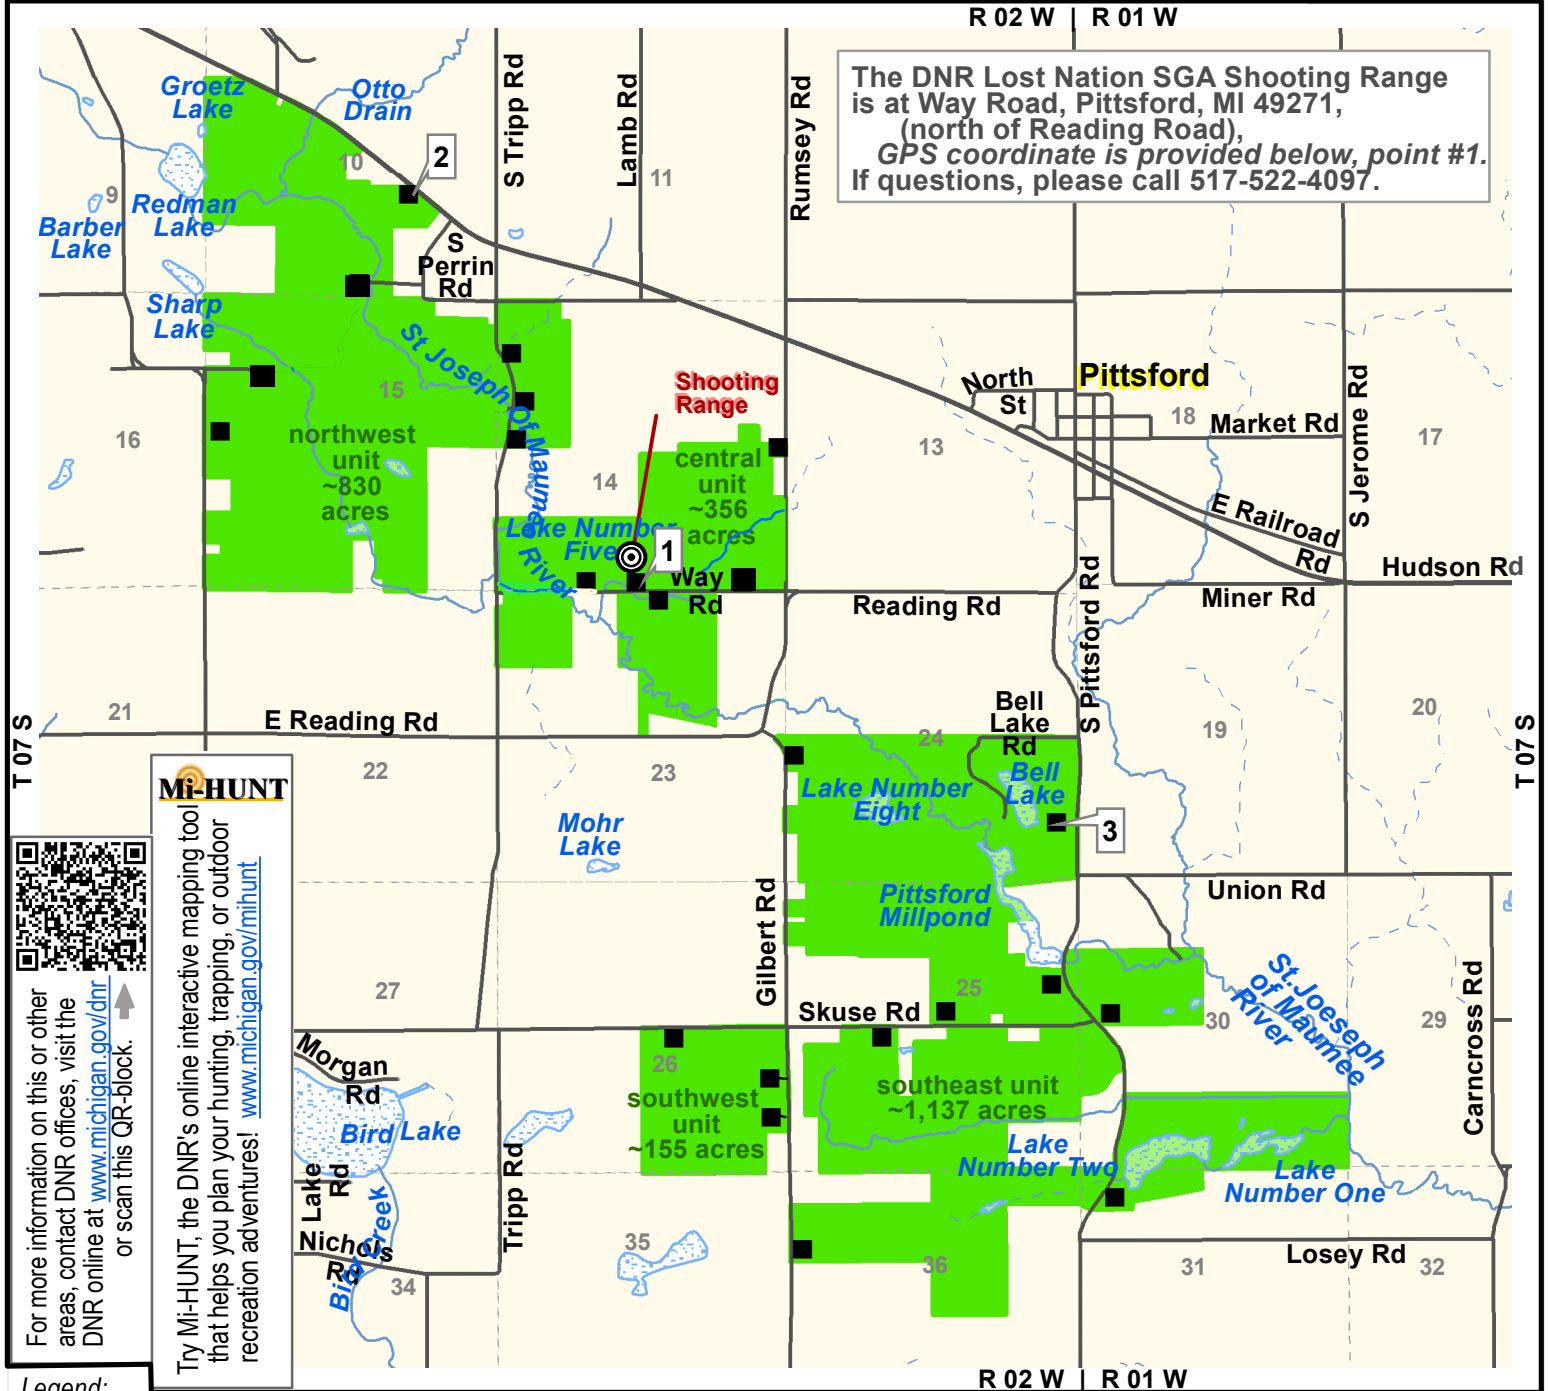 R 02 W | R 01 W
The DNR Lost Nation SGA Shooting Range
is at Way Road, Pittsford, MI 49271,
(north of Reading Road),
GPS coordinate is provided below, point #1.
If questions, please call 517-522-4097.
Groetz
Lake
Otto
Drain
S Tripp Rd
Lamb Rd
Rumsey Rd
10
2
11
9
Redman
Lake
Barber
Lake
S
Perrin
Rd
Sharp
Lake
St Joseph Of Maumee River
15
Shooting
Range
North
St
Pittsford
18
Market Rd
S Jerome Rd
17
16
northwest
unit
~830
acres
14
central
unit
~356
acres
13
E Railroad
Rd
Lake Number
Five
1
Way
Rd
Hudson Rd
Reading Rd
Miner Rd
S Pittsford Rd
T 07 S
21
E Reading Rd
22
23
24
Bell
Lake
Rd
19
20
T 07 S
Bell
Lake
Lake Number
Eight
3
Mohr
Lake
Mi-HUNT
Try Mi-HUNT, the DNR's online interactive mapping tool
that helps you plan your hunting, trapping, or outdoor
recreation adventures! www.michigan.gov/mihunt
For more information on this or other
areas, contact DNR offices, visit the
DNR online at www.michigan.gov/dnr
or scan this QR-block.
Gilbert Rd
Pittsford
Millpond
Union Rd
27
25
Skuse Rd
30
St.Joeseph
of Maumee
River
29
Carncross Rd
Morgan
Rd
Bird Lake
26
southwest
unit
~155 acres
southeast unit
~1,137 acres
Lake
Number Two
Lake
Number One
Lake
Rd
Tripp Rd
Nichols
Rd
Bird Creek
34
35
36
31
Losey Rd
32
R 02 W | R 01 W
Legend: